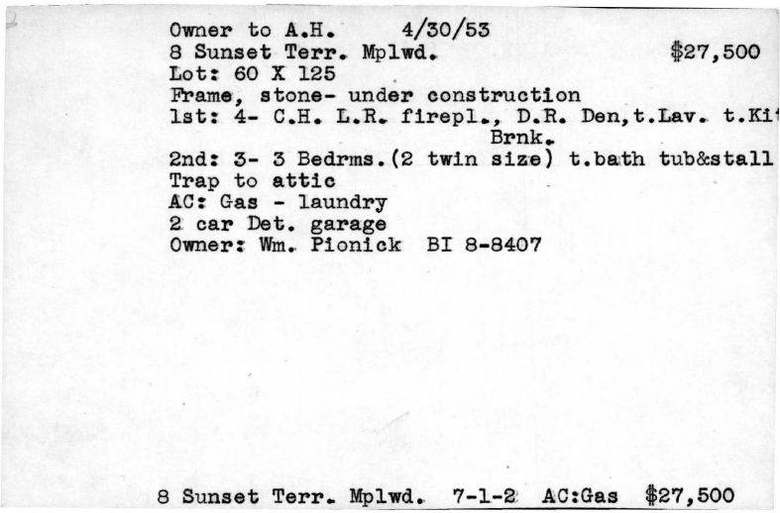 Owner to A.H. 4/30/53
8 Sunset Terr. Mplwd. $27,500
Lot: 60 X 125
Frame, stone- under construction
1st: 4- C.H. L.R. firepl., D.R. Den,t.Lav. t.Kit
Brnk.
2nd: 3- 3 Bedrms.(2 twin size) t.bath tub&stall
Trap to attic
AC: Gas - laundry
2 car Det. garage
Owner: Wm. Pionick BI 8-8407
8 Sunset Terr. Mplwd. 7-1-2 AC:Gas $27,500